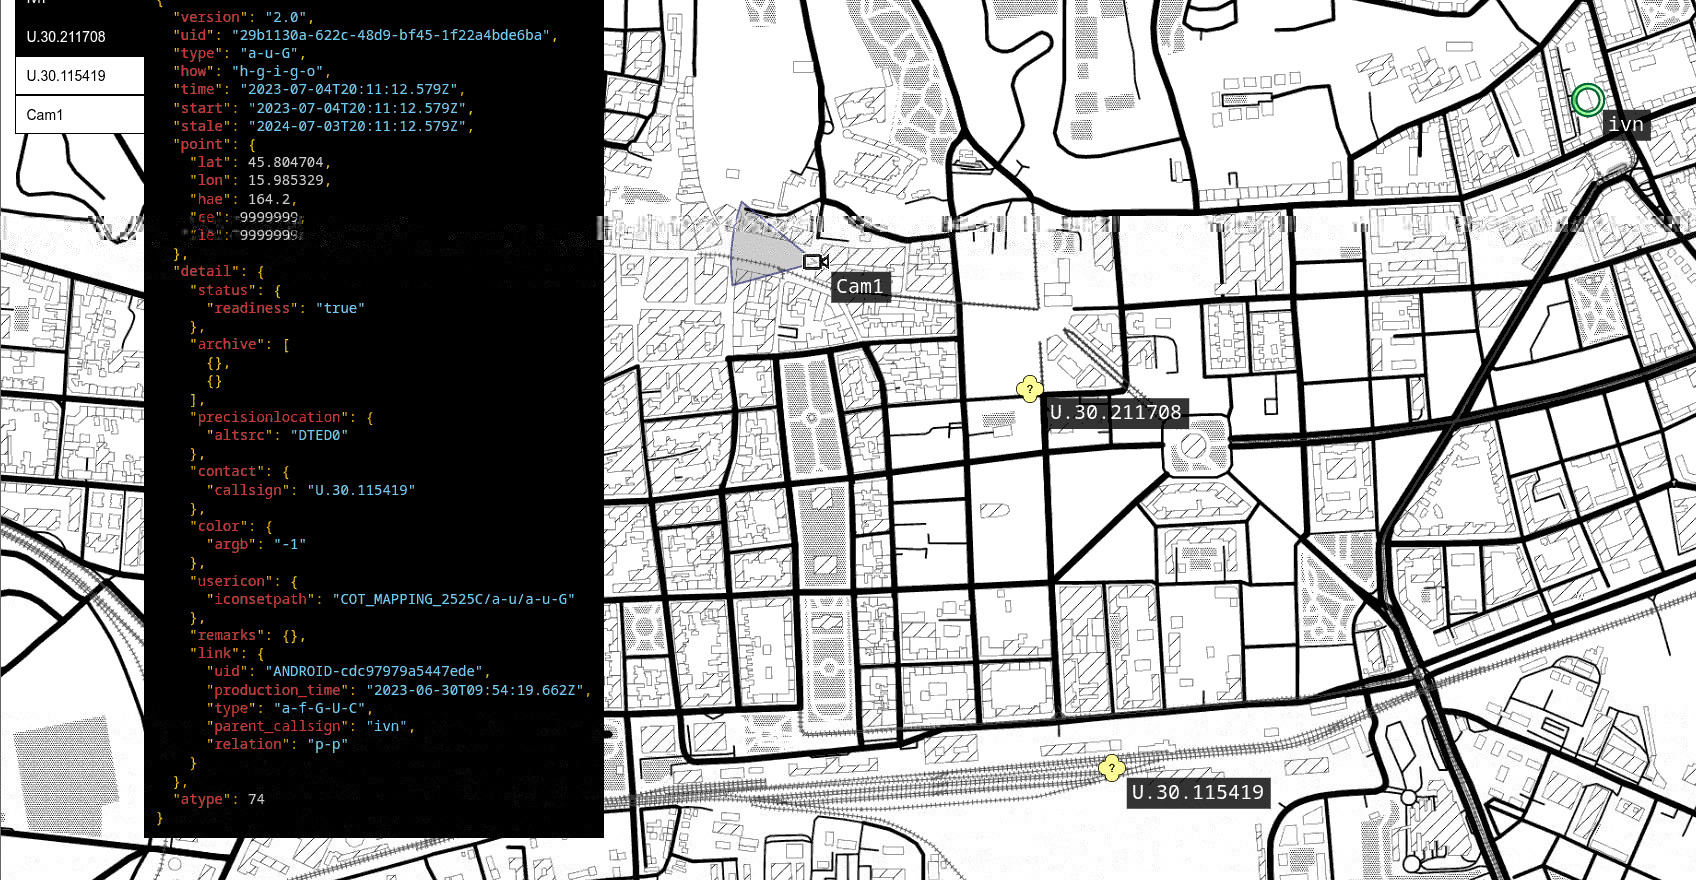 U.30.211708
U.30.115419
Cam1
{
"version": "2.0",
"uid": "29b1130a-622c-48d9-bf45-1f22a4bde6ba",
"type": "a-u-G",
"how": "h-g-i-g-o",
"time": "2023-07-04T20:11:12.579Z",
"start": "2023-07-04T20:11:12.579Z",
"stale": "2024-07-03T20:11:12.579Z",
"point": {
"lat": 45.804704,
"lon": 15.985329,
"hae": 164.2,
"ce": 9999999,
"le": 9999999
},
"detail": {
"status": {
"readiness": "true"
},
"archive": [
{},
{}
],
"precisionlocation": {
"altsrc": "DTED0"
},
"contact": {
"callsign": "U.30.115419"
},
"color": {
"argb": "-1"
},
"usericon": {
"iconsetpath": "COT_MAPPING_2525C/a-u/a-u-G"
},
"remarks": {},
"link": {
"uid": "ANDROID-cdc97979a5447ede",
"production_time": "2023-06-30T09:54:19.662Z",
"type": "a-f-G-U-C",
"parent_callsign": "ivn",
"relation": "p-p"
}
},
"atype": 74
}
ivn
Cam1
?
U.30.211708
?
U.30.115419